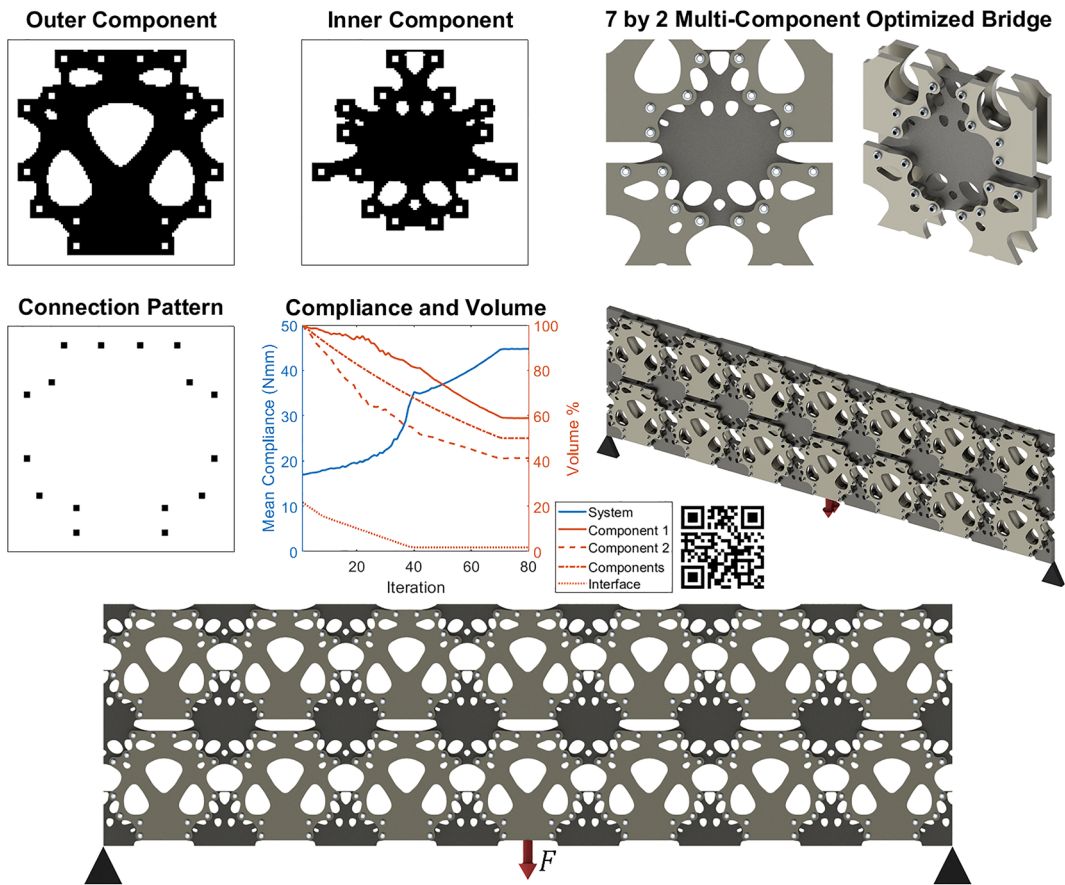 Outer Component
Inner Component
7 by 2 Multi-Component Optimized Bridge
Connection Pattern
Compliance and Volume
Mean Compliance (Nmm)
50
40
30
20
10
0
100
80
60
40
20
0
Volume %
20 40 60 80
Iteration
System
Component 1
Component 2
Components
Interface
F